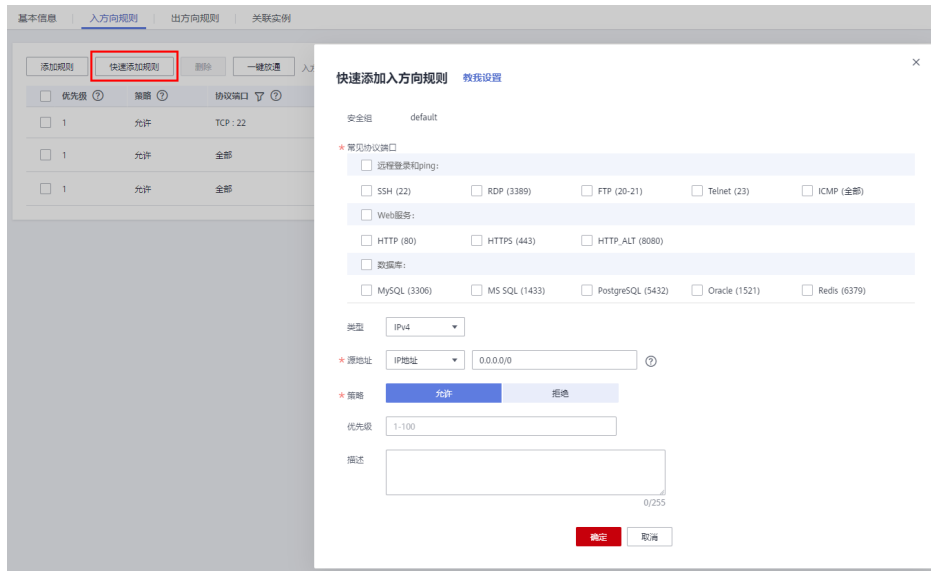 基本信息 入方向规则 出方向规则 关联实例
添加规则 快速添加规则 删除 一键放通
优先级 策略 协议端口
1 允许 TCP : 22
1 允许 全部
1 允许 全部
快速添加入方向规则 教我设置
安全组 default
* 常见协议端口
远程登录和ping:
SSH (22) RDP (3389) FTP (20-21) Telnet (23) ICMP (全部)
Web服务:
HTTP (80) HTTPS (443) HTTP_ALT (8080)
数据库:
MySQL (3306) MS SQL (1433) PostgreSQL (5432) Oracle (1521) Redis (6379)
类型 IPv4
* 源地址 IP地址 0.0.0.0/0
* 策略 允许 拒绝
优先级 1-100
描述
0/255
确定 取消